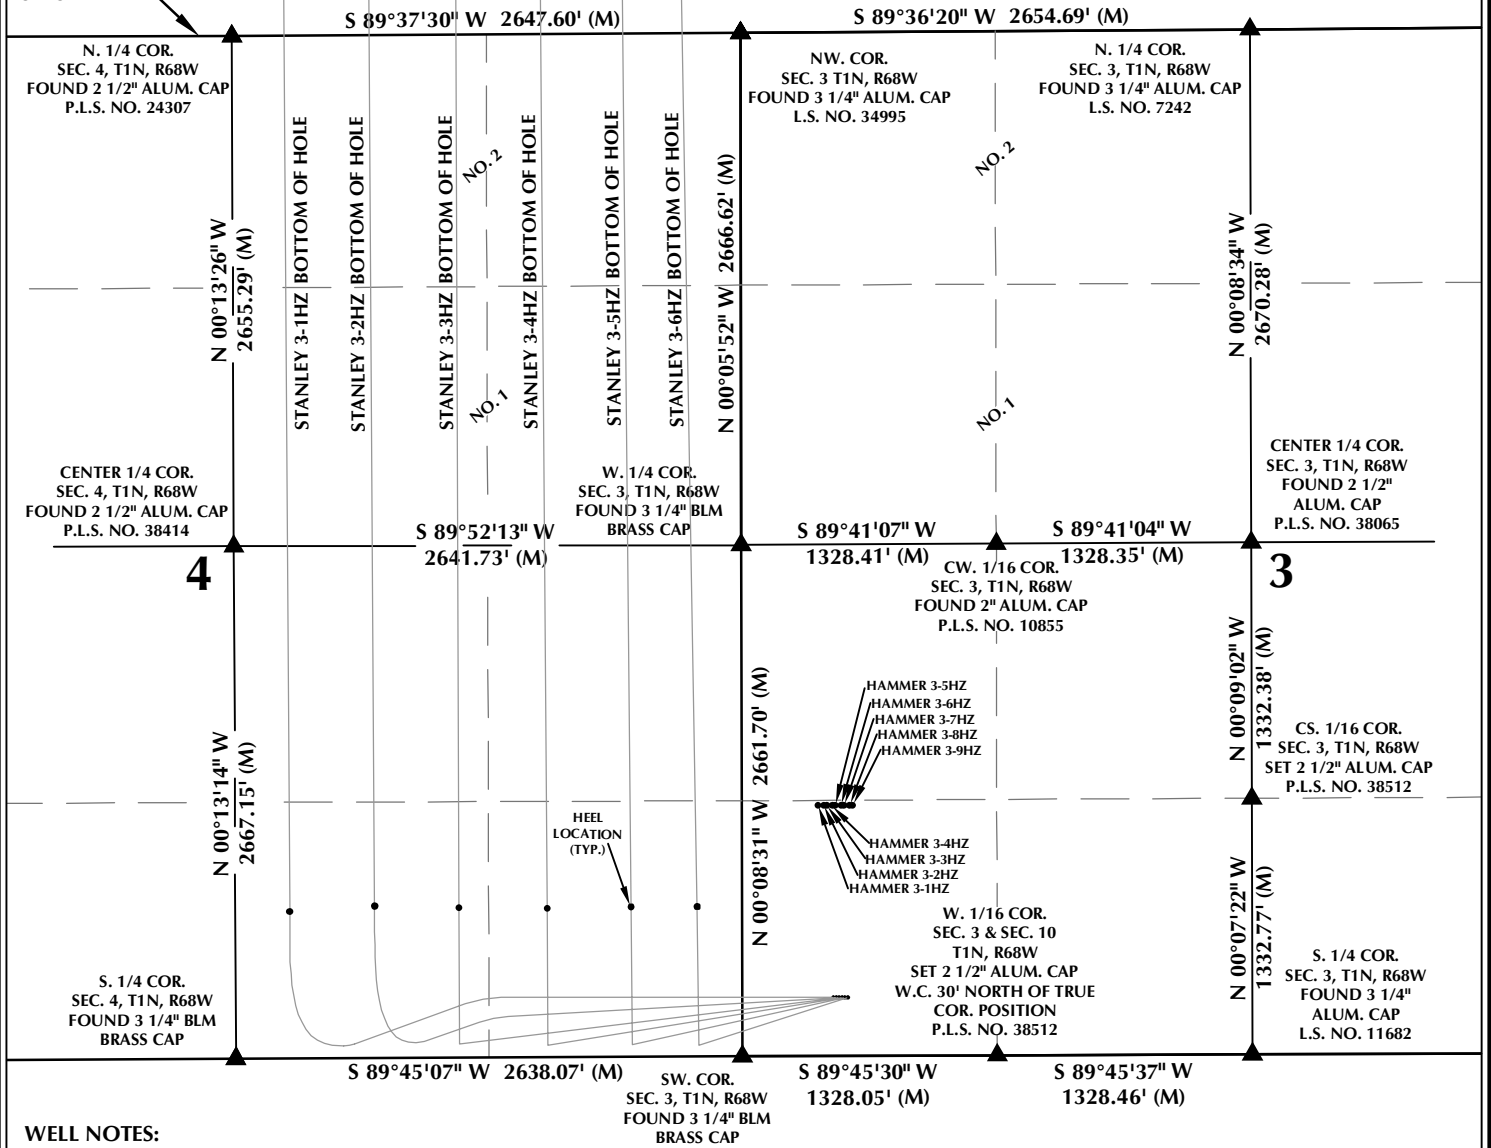 S 89°37'30" W 2647.60' (M)
S 89°36'20" W 2654.69' (M)
N. 1/4 COR.
SEC. 4, T1N, R68W
FOUND 2 1/2" ALUM. CAP
P.L.S. NO. 24307
NW. COR.
SEC. 3 T1N, R68W
FOUND 3 1/4" ALUM. CAP
L.S. NO. 34995
N. 1/4 COR.
SEC. 3, T1N, R68W
FOUND 3 1/4" ALUM. CAP
L.S. NO. 7242
N 00°13'26" W
2655.29' (M)
STANLEY 3-1HZ BOTTOM OF HOLE
STANLEY 3-2HZ BOTTOM OF HOLE
STANLEY 3-3HZ BOTTOM OF HOLE
NO. 2
NO. 1
STANLEY 3-4HZ BOTTOM OF HOLE
STANLEY 3-5HZ BOTTOM OF HOLE
STANLEY 3-6HZ BOTTOM OF HOLE
N 00°05'52" W 2666.62' (M)
NO. 2
NO. 1
N 00°08'34" W
2670.28' (M)
CENTER 1/4 COR.
SEC. 4, T1N, R68W
FOUND 2 1/2" ALUM. CAP
P.L.S. NO. 38414
W. 1/4 COR.
SEC. 3, T1N, R68W
FOUND 3 1/4" BLM
BRASS CAP
CENTER 1/4 COR.
SEC. 3, T1N, R68W
FOUND 2 1/2"
ALUM. CAP
P.L.S. NO. 38065
S 89°52'13" W
2641.73' (M)
S 89°41'07" W
1328.41' (M)
S 89°41'04" W
1328.35' (M)
4
3
CW. 1/16 COR.
SEC. 3, T1N, R68W
FOUND 2" ALUM. CAP
P.L.S. NO. 10855
N 00°13'14" W
2667.15' (M)
N 00°08'31" W 2661.70' (M)
HAMMER 3-5HZ
HAMMER 3-6HZ
HAMMER 3-7HZ
HAMMER 3-8HZ
HAMMER 3-9HZ
N 00°09'02" W
1332.38' (M)
CS. 1/16 COR.
SEC. 3, T1N, R68W
SET 2 1/2" ALUM. CAP
P.L.S. NO. 38512
HEEL
LOCATION
(TYP.)
HAMMER 3-4HZ
HAMMER 3-3HZ
HAMMER 3-2HZ
HAMMER 3-1HZ
W. 1/16 COR.
SEC. 3 & SEC. 10
T1N, R68W
SET 2 1/2" ALUM. CAP
W.C. 30' NORTH OF TRUE
COR. POSITION
P.L.S. NO. 38512
N 00°07'22" W
1332.77' (M)
S. 1/4 COR.
SEC. 3, T1N, R68W
FOUND 3 1/4"
ALUM. CAP
L.S. NO. 11682
S. 1/4 COR.
SEC. 4, T1N, R68W
FOUND 3 1/4" BLM
BRASS CAP
S 89°45'07" W 2638.07' (M)
SW. COR.
SEC. 3, T1N, R68W
FOUND 3 1/4" BLM
BRASS CAP
S 89°45'30" W
1328.05' (M)
S 89°45'37" W
1328.46' (M)
WELL NOTES: